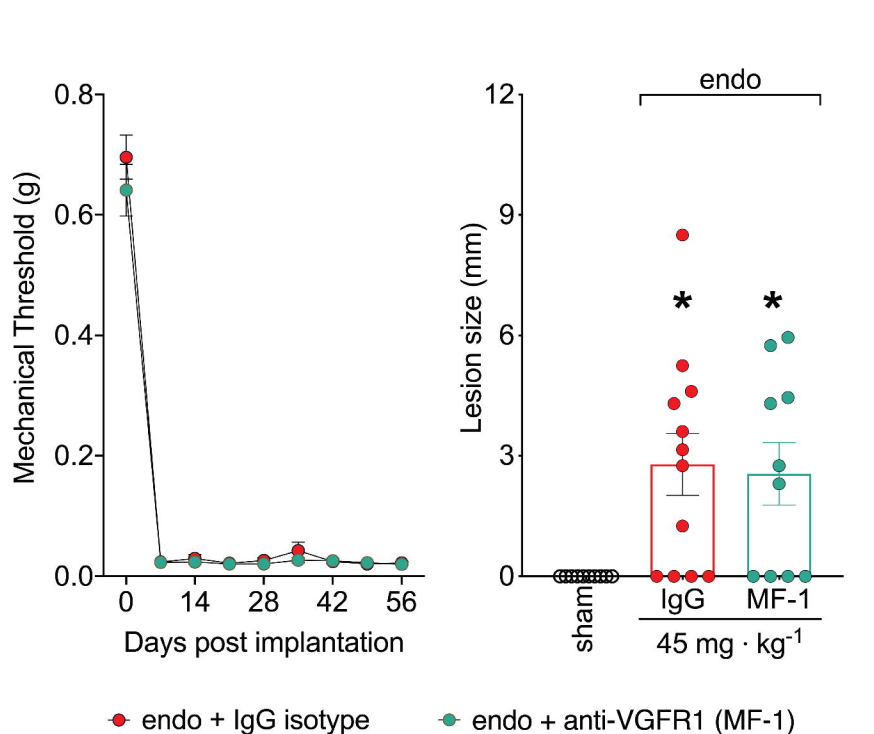 0.8
0.6
0.4
0.2
0.0
Mechanical Threshold (g)
0 14 28 42 56
Days post implantation
endo
12
9
6
3
0
Lesion size (mm)
* *
sham
IgG MF-1
45 mg · kg-1
endo + IgG isotype
endo + anti-VGFR1 (MF-1)